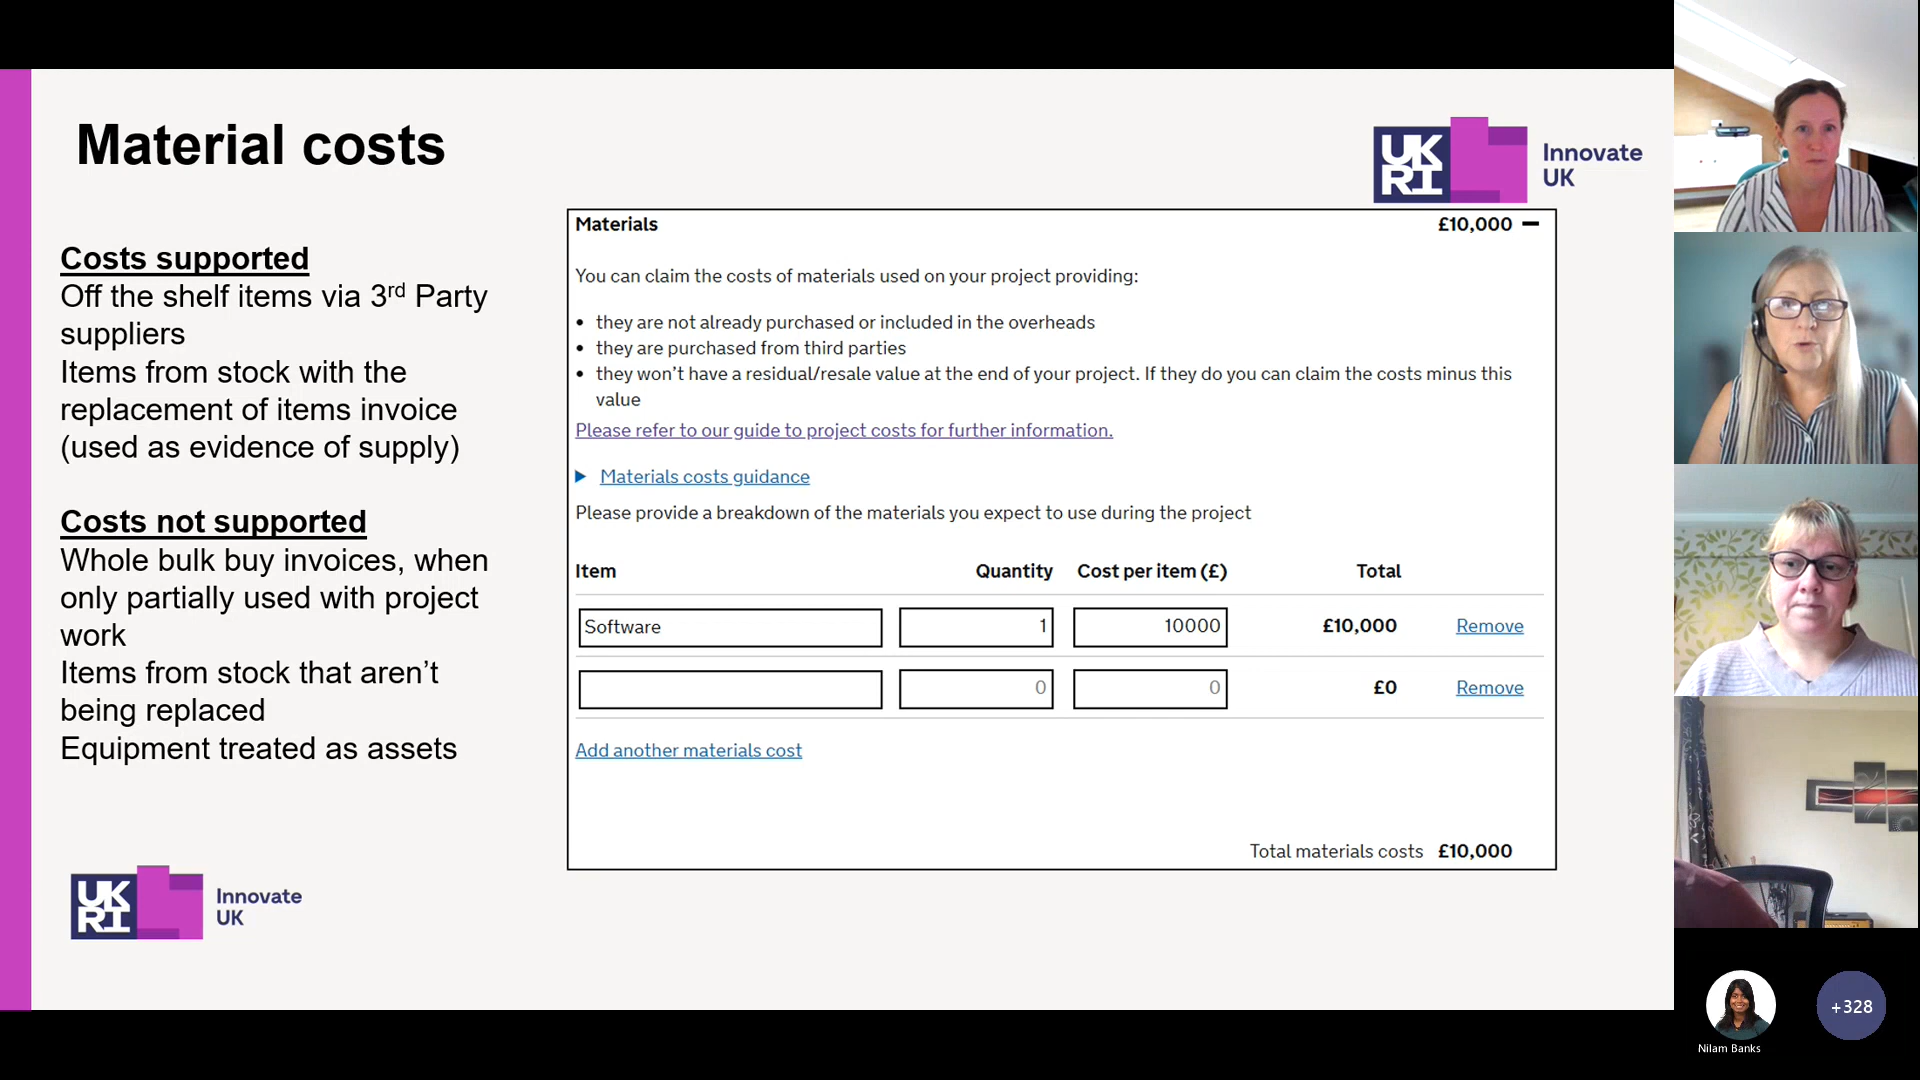 Material costs
UK
RI
Innovate
UK
Costs supported
Off the shelf items via 3rd Party
suppliers
Items from stock with the
replacement of items invoice
(used as evidence of supply)
Costs not supported
Whole bulk buy invoices, when
only partially used with project
work
Items from stock that aren’t
being replaced
Equipment treated as assets
Materials £10,000
You can claim the costs of materials used on your project providing:
• they are not already purchased or included in the overheads
• they are purchased from third parties
• they won’t have a residual/resale value at the end of your project. If they do you can claim the costs minus this
value
Please refer to our guide to project costs for further information.
Materials costs guidance
Please provide a breakdown of the materials you expect to use during the project
Item Quantity Cost per item (£) Total
Software 1 10000 £10,000 Remove
0 0 £0 Remove
Add another materials cost
Total materials costs £10,000
UK
RI
Innovate
UK
+328
Nilam Banks